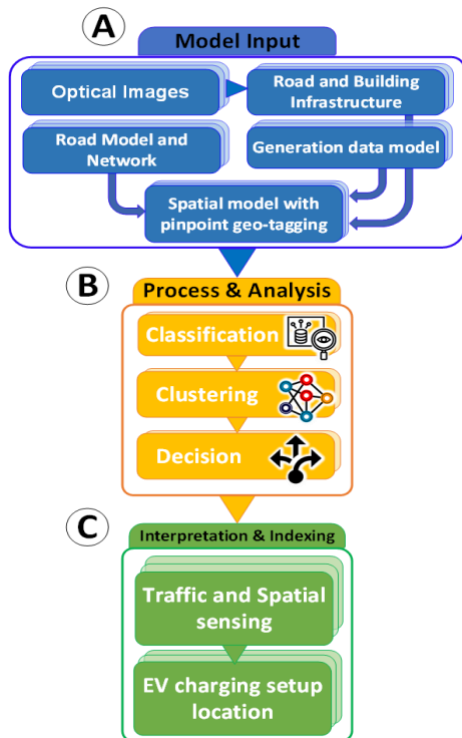 A
Model Input
Optical Images
Road and Building
Infrastructure
Road Model and
Network
Generation data model
Spatial model with
pinpoint geo-tagging
B
Process & Analysis
Classification
Clustering
Decision
C
Interpretation & Indexing
Traffic and Spatial
sensing
EV charging setup
location